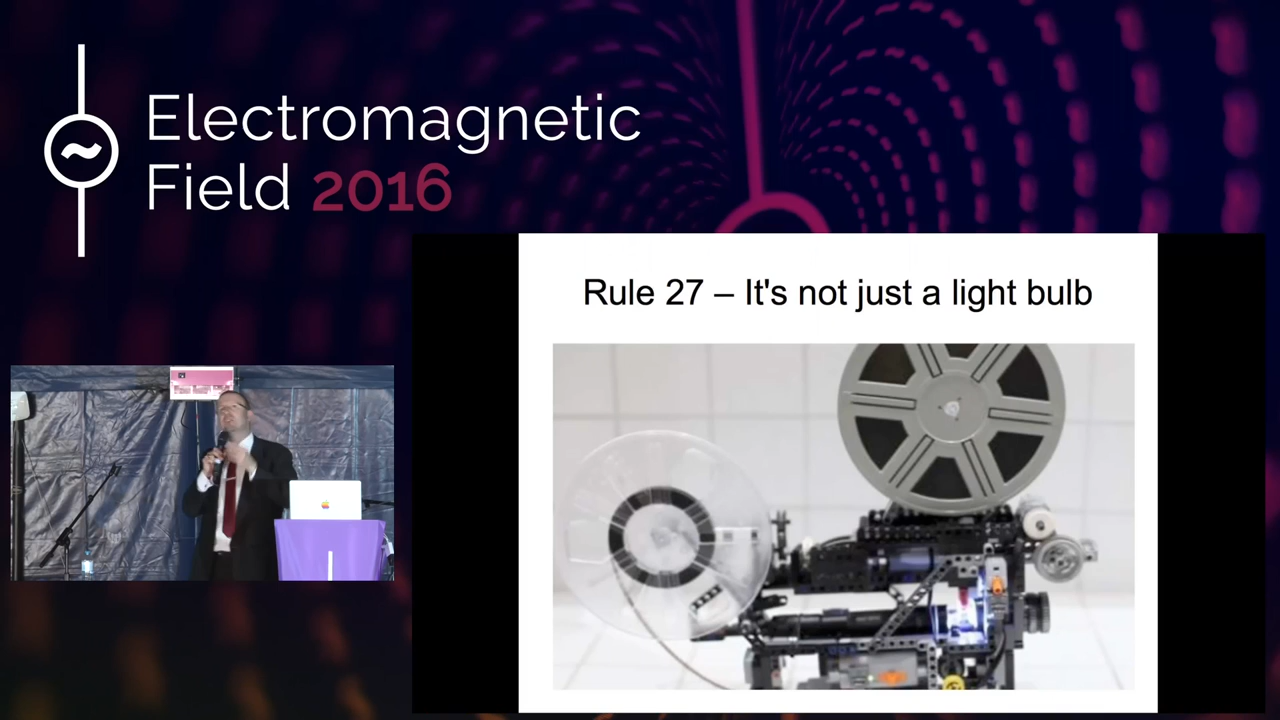 Electromagnetic
Field 2016
Rule 27 – It's not just a light bulb